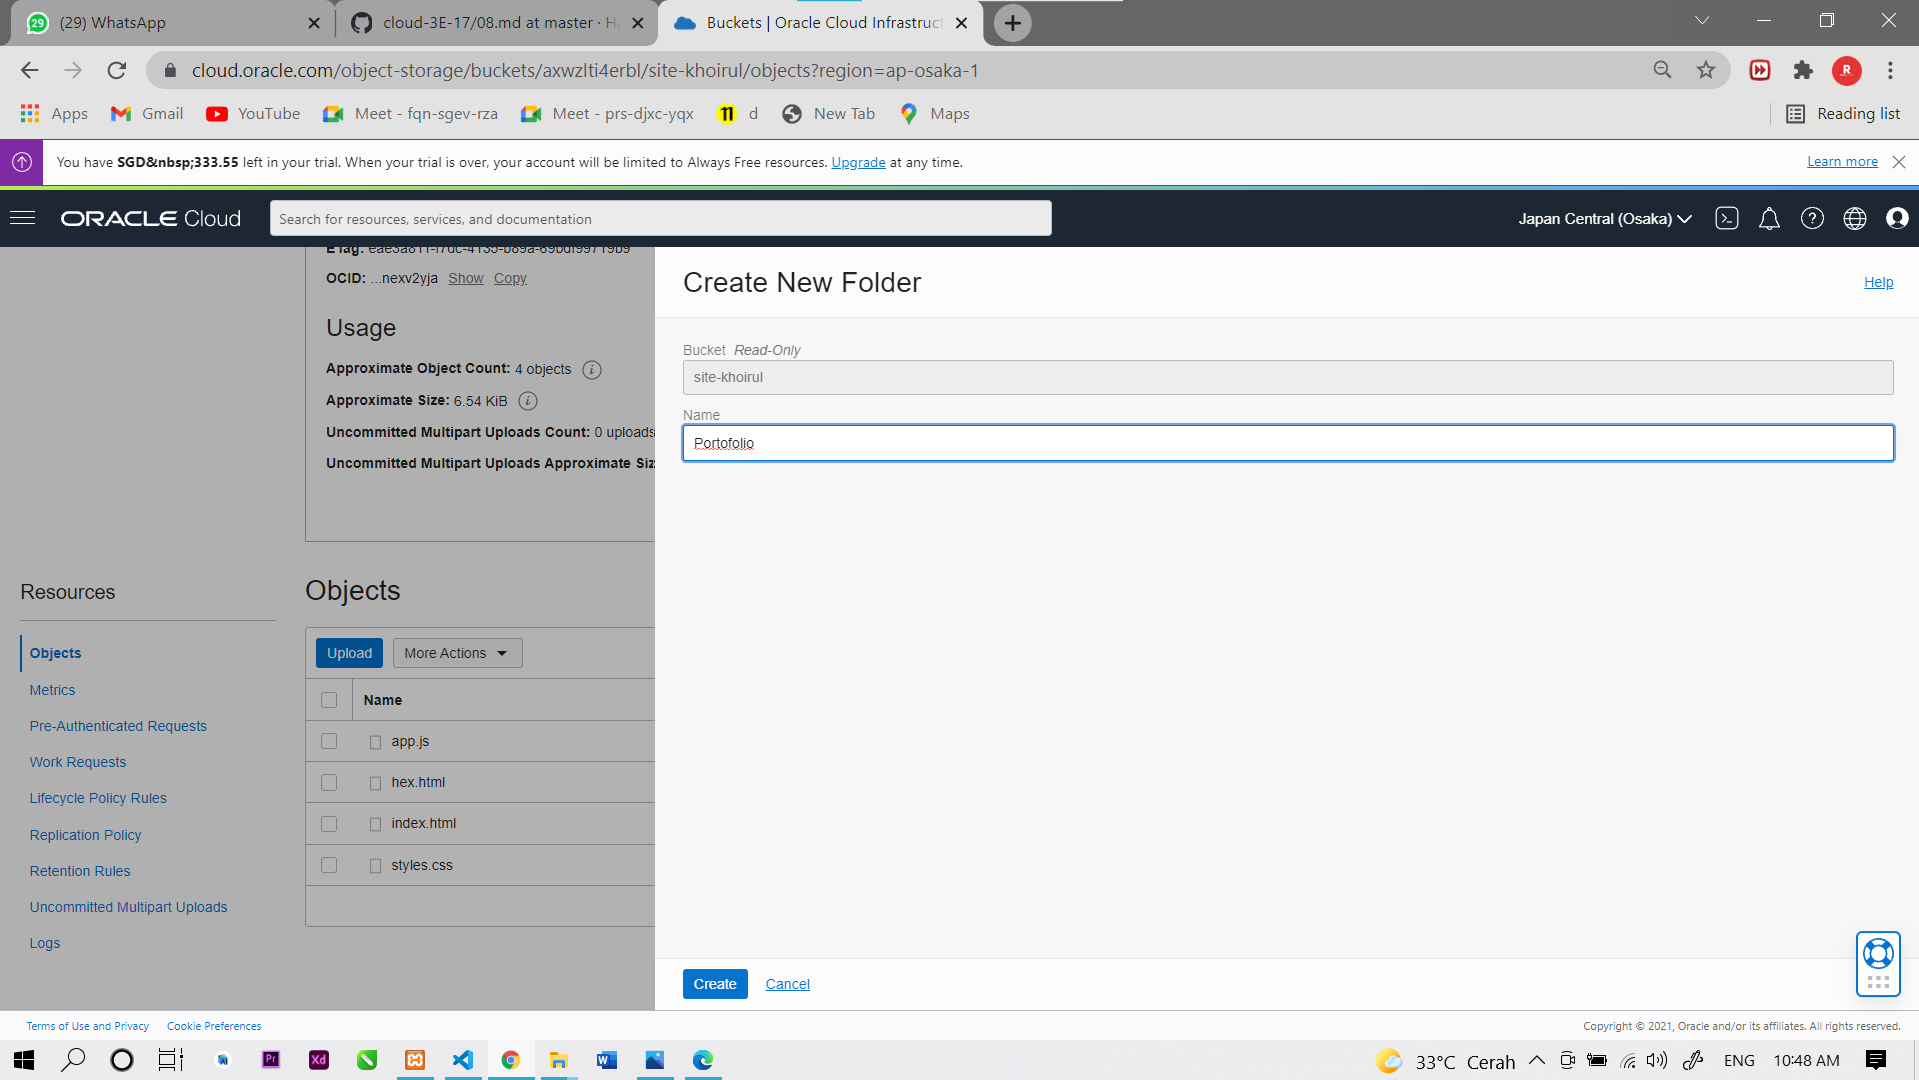 (29) WhatsApp
cloud-3E-17/08.md at master · H
Buckets | Oracle Cloud Infrastruct
cloud.oracle.com/object-storage/buckets/axwzlti4erbl/site-khoirul/objects?region=ap-osaka-1
R
Apps
Gmail
YouTube
Meet - fqn-sgev-rza
Meet - prs-djxc-yqx
d
New Tab
Maps
Reading list
You have SGD&nbsp;333.55 left in your trial. When your trial is over, your account will be limited to Always Free resources. Upgrade at any time.
Learn more
ORACLE Cloud
Search for resources, services, and documentation
Japan Central (Osaka)
OCID: ...nexv2yja Show Copy
Usage
Approximate Object Count: 4 objects
Approximate Size: 6.54 KiB
Uncommitted Multipart Uploads Count: 0 uploads
Uncommitted Multipart Uploads Approximate Siz
Create New Folder
Help
Bucket Read-Only
site-khoirul
Name
Portofolio
Resources
Objects
Metrics
Pre-Authenticated Requests
Work Requests
Lifecycle Policy Rules
Replication Policy
Retention Rules
Uncommitted Multipart Uploads
Logs
Objects
Upload
More Actions
Name
app.js
hex.html
index.html
styles.css
Create
Cancel
Terms of Use and Privacy
Cookie Preferences
Copyright © 2021, Oracle and/or its affiliates. All rights reserved.
Pr
Xd
33°C Cerah
ENG
10:48 AM